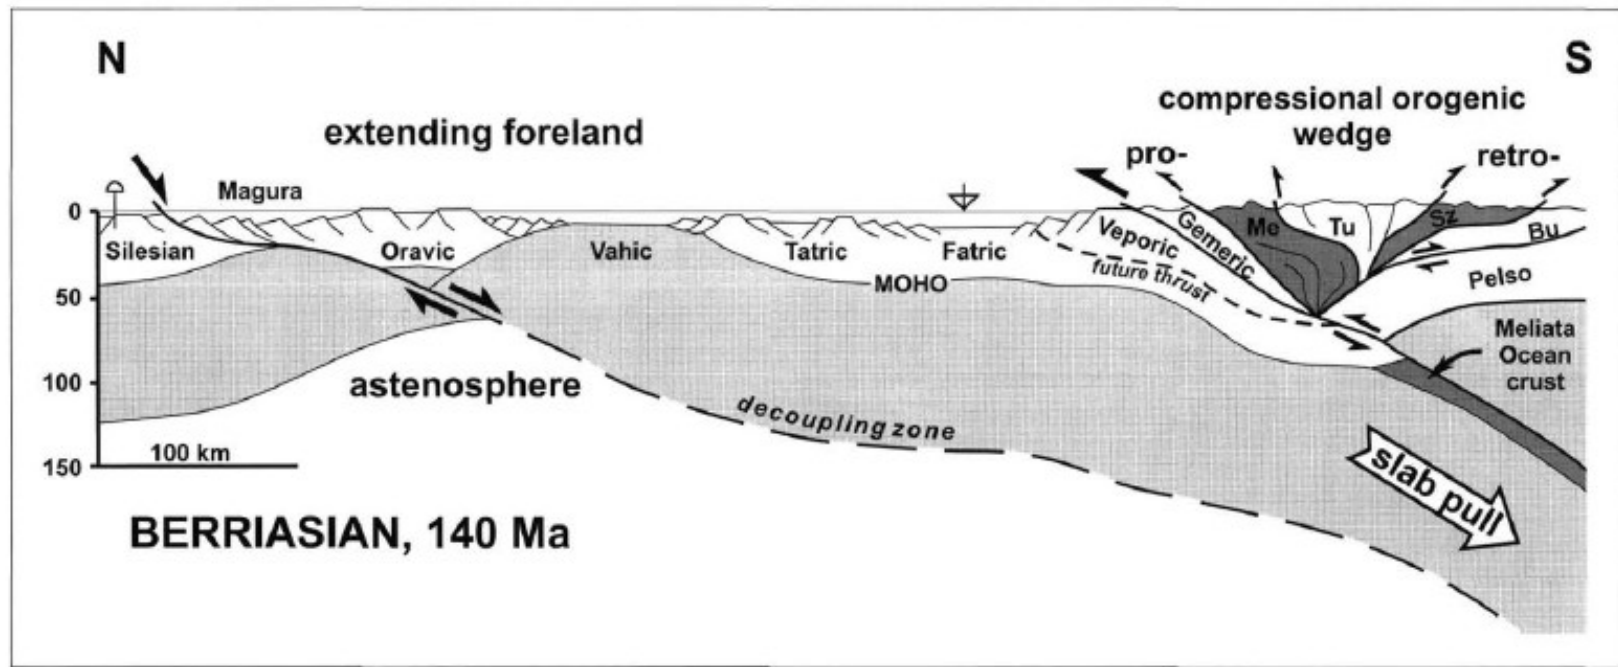 N
S
compressional orogenic
wedge
extending foreland
pro-
retro-
Magura
0
Silesian
Oravic
Vahic
Tatric
Fatric
Veporic
Gemeric
Me
Tu
Sz
Bu
future thrust
MOHO
Pelso
50
Meliata
Ocean
crust
100
astenosphere
decoupling zone
100 km
150
slab pull
BERRIASIAN, 140 Ma